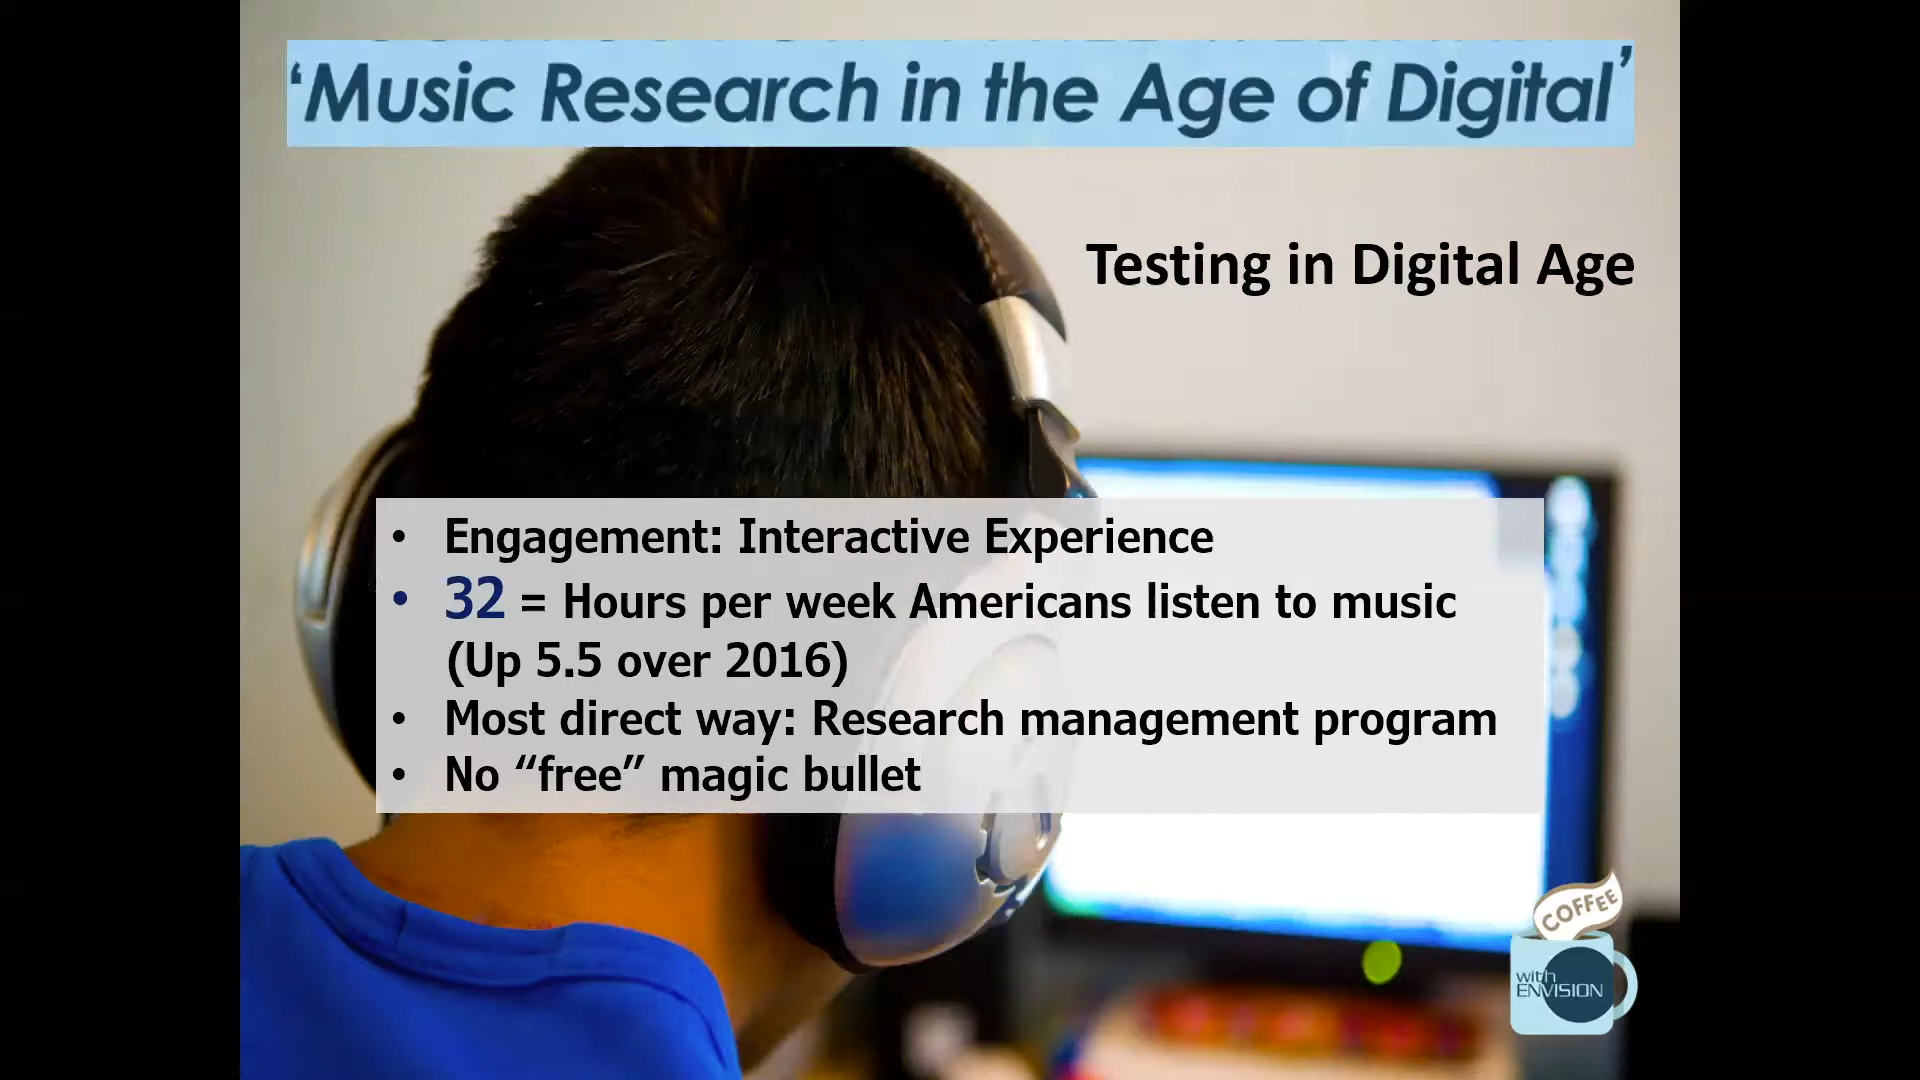 ‘Music Research in the Age of Digital’
Testing in Digital Age
• Engagement: Interactive Experience
• 32 = Hours per week Americans listen to music
(Up 5.5 over 2016)
• Most direct way: Research management program
• No “free” magic bullet
COFFEE
with
ENVISION